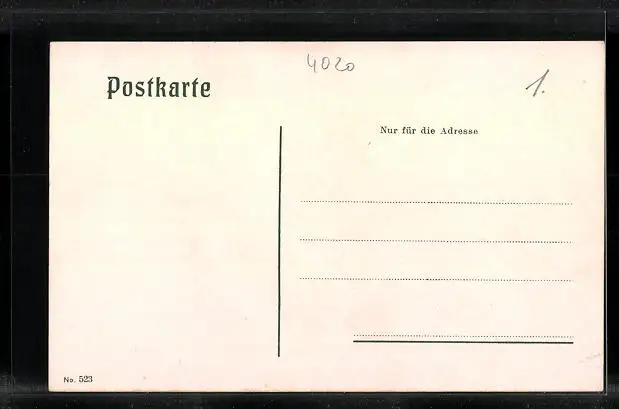 4020
1.
Postkarte
Nur für die Adresse
No. 523